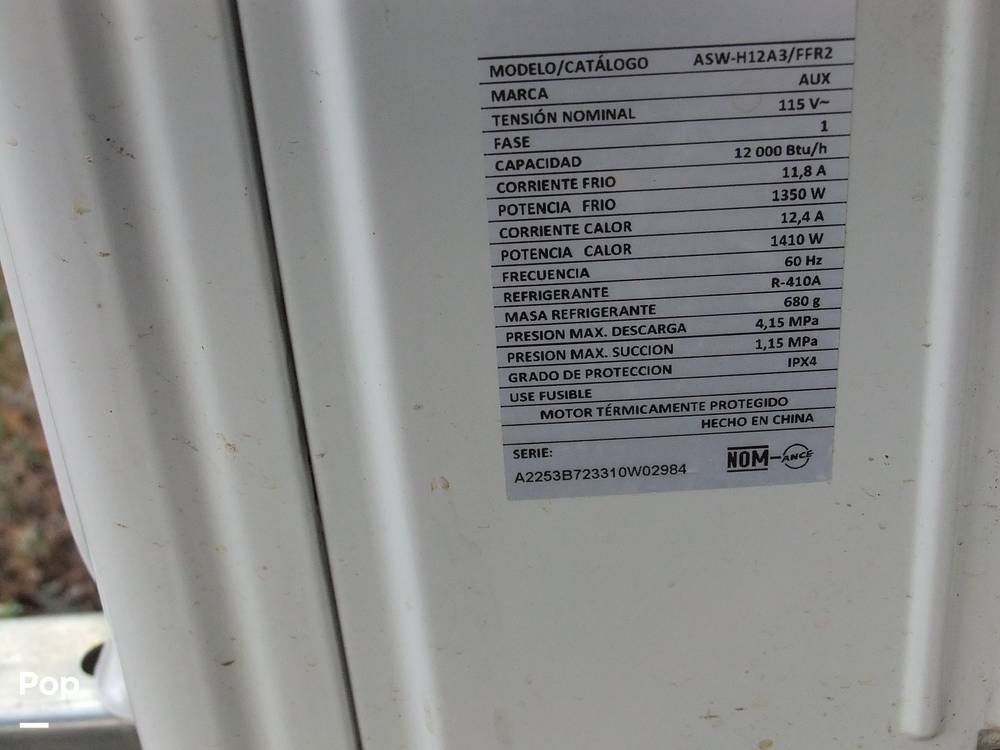 MODELO/CATÁLOGO ASW-H12A3/FFR2
MARCA AUX
TENSIÓN NOMINAL 115 V~
FASE 1
CAPACIDAD 12 000 Btu/h
CORRIENTE FRIO 11,8 A
POTENCIA FRIO 1350 W
CORRIENTE CALOR 12,4 A
POTENCIA CALOR 1410 W
FRECUENCIA 60 Hz
REFRIGERANTE R-410A
MASA REFRIGERANTE 680 g
PRESION MAX. DESCARGA 4,15 MPa
PRESION MAX. SUCCION 1,15 MPa
GRADO DE PROTECCION IPX4
USE FUSIBLE
MOTOR TÉRMICAMENTE PROTEGIDO
HECHO EN CHINA
SERIE:
A2253B723310W02984
NOM-ANCE
Pop